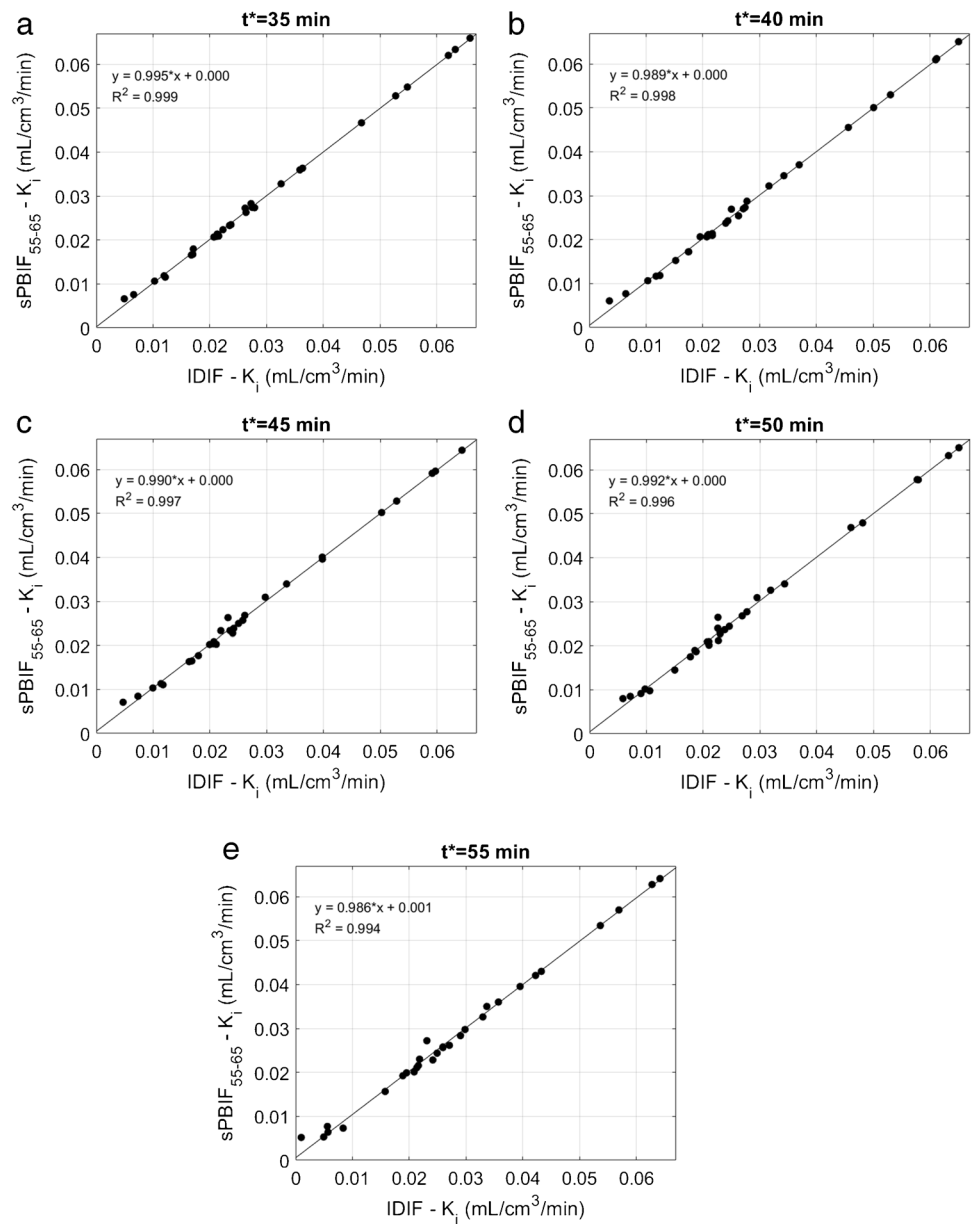 a
t*=35 min
y = 0.995*x + 0.000
R² = 0.999
sPBIF₅₅₋₆₅ - Kᵢ (mL/cm³/min)
0.06
0.05
0.04
0.03
0.02
0.01
0
0 0.01 0.02 0.03 0.04 0.05 0.06
IDIF - Kᵢ (mL/cm³/min)
b
t*=40 min
y = 0.989*x + 0.000
R² = 0.998
sPBIF₅₅₋₆₅ - Kᵢ (mL/cm³/min)
0.06
0.05
0.04
0.03
0.02
0.01
0
0 0.01 0.02 0.03 0.04 0.05 0.06
IDIF - Kᵢ (mL/cm³/min)
c
t*=45 min
y = 0.990*x + 0.000
R² = 0.997
sPBIF₅₅₋₆₅ - Kᵢ (mL/cm³/min)
0.06
0.05
0.04
0.03
0.02
0.01
0
0 0.01 0.02 0.03 0.04 0.05 0.06
IDIF - Kᵢ (mL/cm³/min)
d
t*=50 min
y = 0.992*x + 0.000
R² = 0.996
sPBIF₅₅₋₆₅ - Kᵢ (mL/cm³/min)
0.06
0.05
0.04
0.03
0.02
0.01
0
0 0.01 0.02 0.03 0.04 0.05 0.06
IDIF - Kᵢ (mL/cm³/min)
e
t*=55 min
y = 0.986*x + 0.001
R² = 0.994
sPBIF₅₅₋₆₅ - Kᵢ (mL/cm³/min)
0.06
0.05
0.04
0.03
0.02
0.01
0
0 0.01 0.02 0.03 0.04 0.05 0.06
IDIF - Kᵢ (mL/cm³/min)